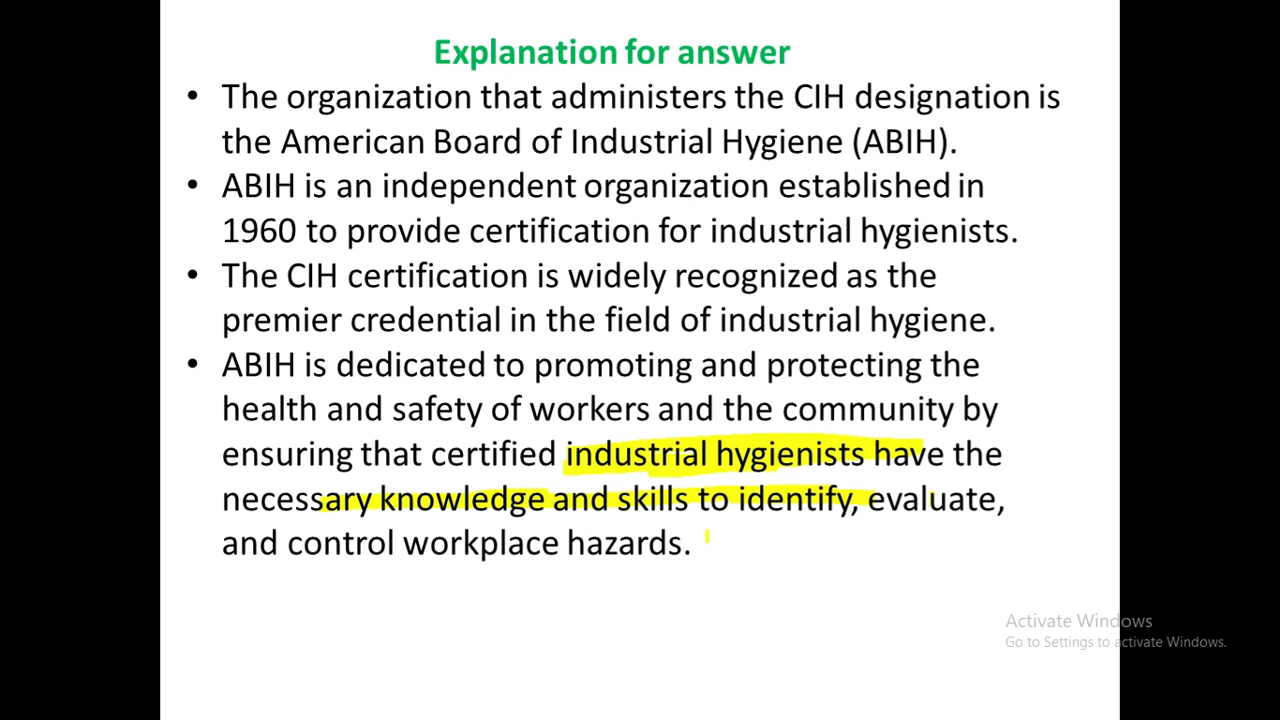 Explanation for answer
• The organization that administers the CIH designation is
the American Board of Industrial Hygiene (ABIH).
• ABIH is an independent organization established in
1960 to provide certification for industrial hygienists.
• The CIH certification is widely recognized as the
premier credential in the field of industrial hygiene.
• ABIH is dedicated to promoting and protecting the
health and safety of workers and the community by
ensuring that certified industrial hygienists have the
necessary knowledge and skills to identify, evaluate,
and control workplace hazards.
Activate Windows
Go to Settings to activate Windows.